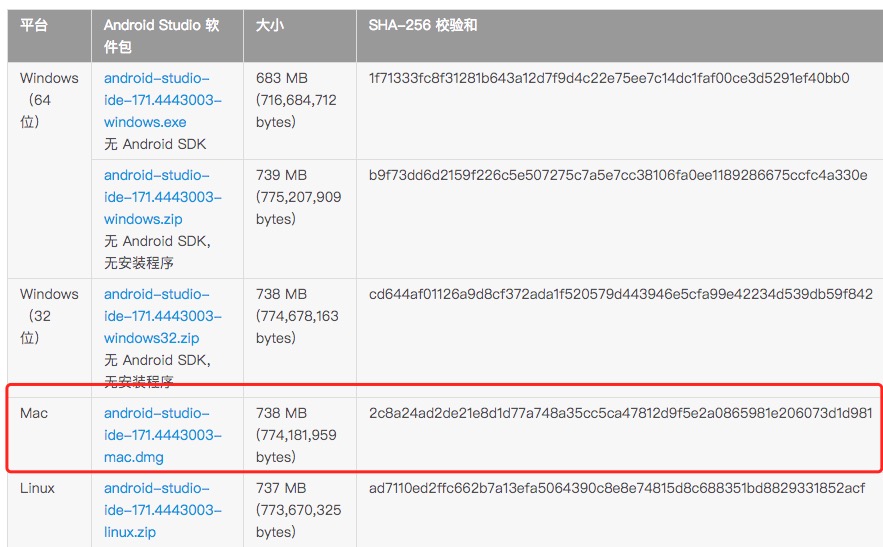 平台
Android Studio 软
件包
大小
SHA-256 校验和
Windows
（64
位）
android-studio-
ide-171.4443003-
windows.exe
无 Android SDK
683 MB
(716,684,712
bytes)
1f71333fc8f31281b643a12d7f9d4c22e75ee7c14dc1faf00ce3d5291ef40bb0
android-studio-
ide-171.4443003-
windows.zip
无 Android SDK，
无安装程序
739 MB
(775,207,909
bytes)
b9f73dd6d2159f226c5e507275c7a5e7cc38106fa0ee1189286675ccfc4a330e
Windows
（32
位）
android-studio-
ide-171.4443003-
windows32.zip
无 Android SDK，
无安装程序
738 MB
(774,678,163
bytes)
cd644af01126a9d8cf372ada1f520579d443946e5cfa99e42234d539db59f842
Mac
android-studio-
ide-171.4443003-
mac.dmg
738 MB
(774,181,959
bytes)
2c8a24ad2de21e8d1d77a748a35cc5ca47812d9f5e2a0865981e206073d1d981
Linux
android-studio-
ide-171.4443003-
linux.zip
737 MB
(773,670,325
bytes)
ad7110ed2ffc662b7a13efa5064390c8e8e74815d8c688351bd8829331852acf